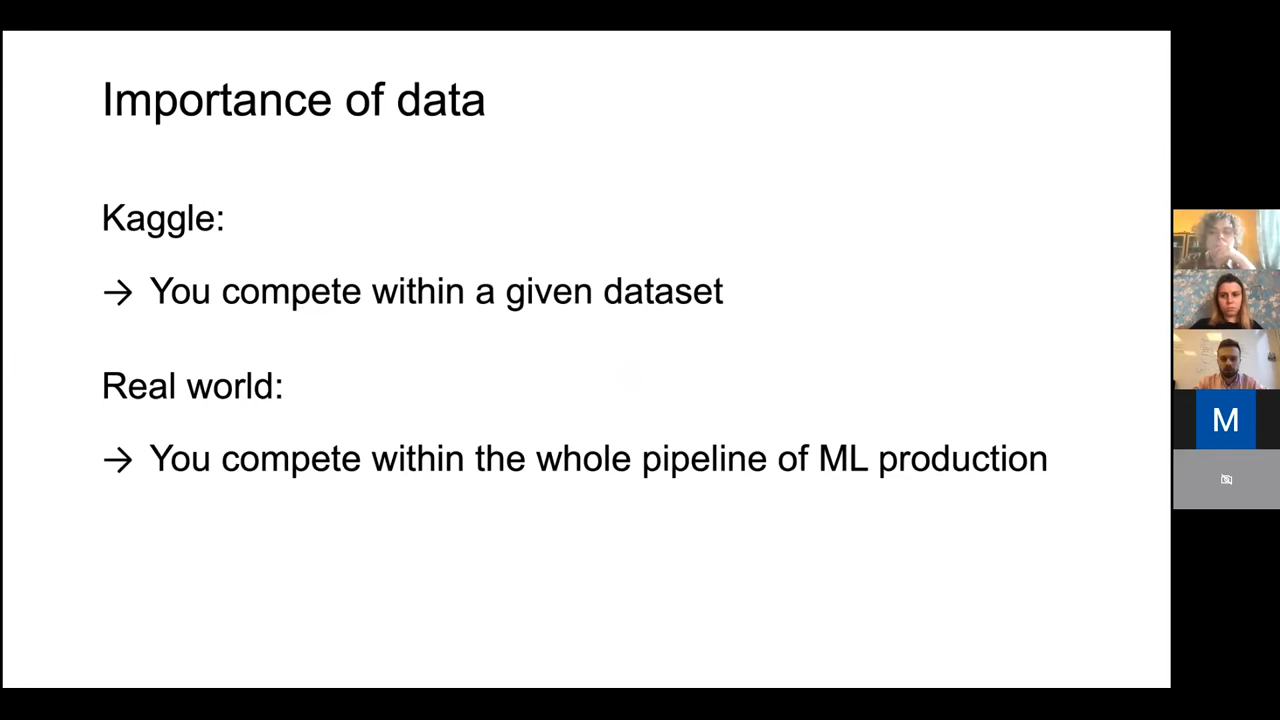 Importance of data
Kaggle:
→ You compete within a given dataset
Real world:
→ You compete within the whole pipeline of ML production
M